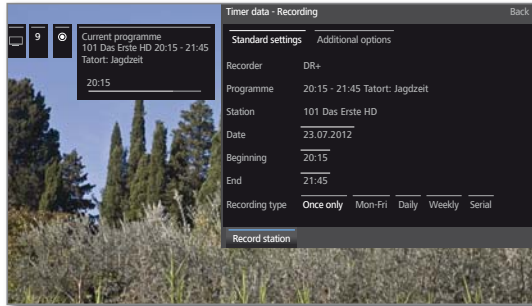 Timer data - Recording Back
9
Current programme
101 Das Erste HD 20:15 - 21:45
Tatort: Jagdzeit
20:15
Standard settings Additional options
Recorder DR+
Programme 20:15 - 21:45 Tatort: Jagdzeit
Station 101 Das Erste HD
Date 23.07.2012
Beginning 20:15
End 21:45
Recording type Once only Mon-Fri Daily Weekly Serial
Record station